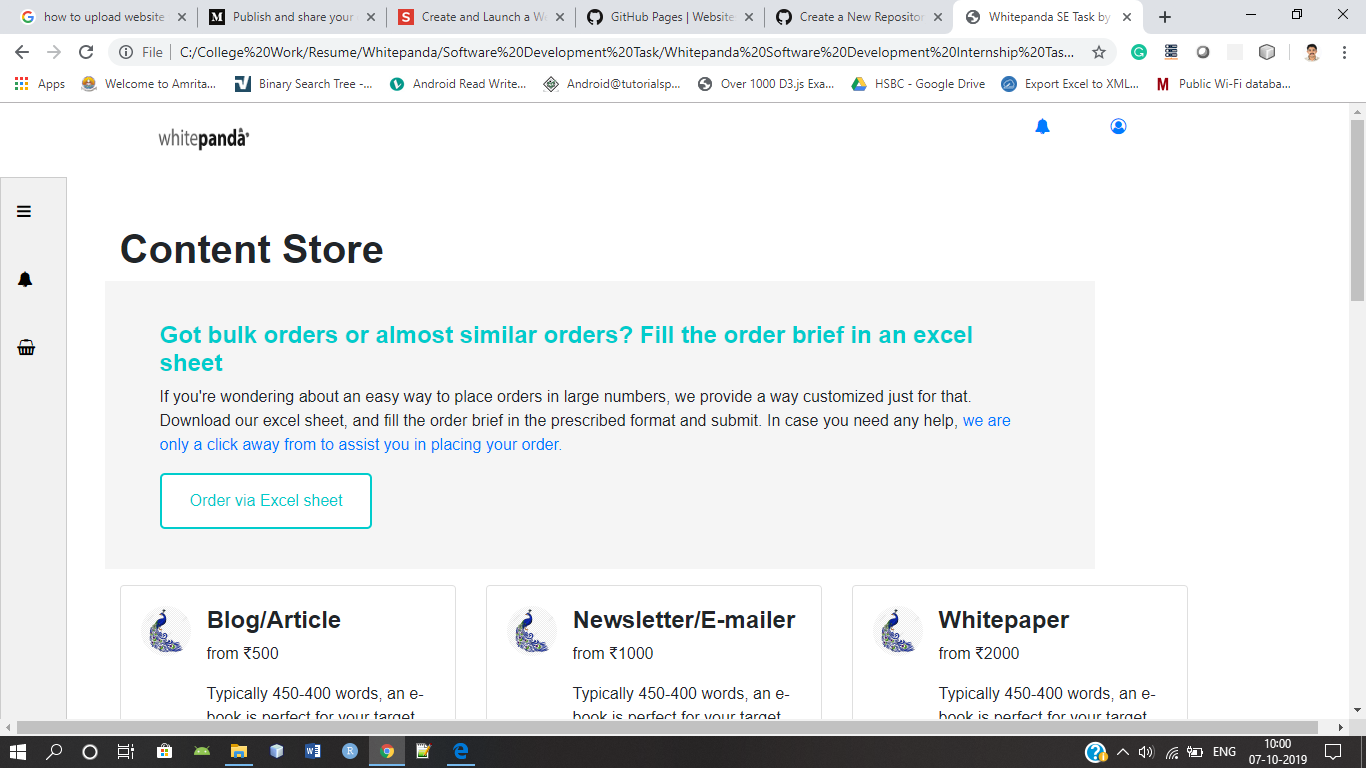 how to upload website
Publish and share your
Create and Launch a W
GitHub Pages | Website
Create a New Repositor
Whitepanda SE Task by
File
C:/College%20Work/Resume/Whitepanda/Software%20Development%20Task/Whitepanda%20Software%20Development%20Internship%20Tas...
Apps
Welcome to Amrita...
Binary Search Tree -...
Android Read Write...
Android@tutorialsp...
Over 1000 D3.js Exa...
HSBC - Google Drive
Export Excel to XML...
Public Wi-Fi databa...
whitepanda
Content Store
Got bulk orders or almost similar orders? Fill the order brief in an excel
sheet
If you're wondering about an easy way to place orders in large numbers, we provide a way customized just for that.
Download our excel sheet, and fill the order brief in the prescribed format and submit. In case you need any help, we are
only a click away from to assist you in placing your order.
Order via Excel sheet
Blog/Article
from ₹500
Typically 450-400 words, an e-
book is perfect for your target
Newsletter/E-mailer
from ₹1000
Typically 450-400 words, an e-
book is perfect for your target
Whitepaper
from ₹2000
Typically 450-400 words, an e-
book is perfect for your target
ENG
10:00
07-10-2019